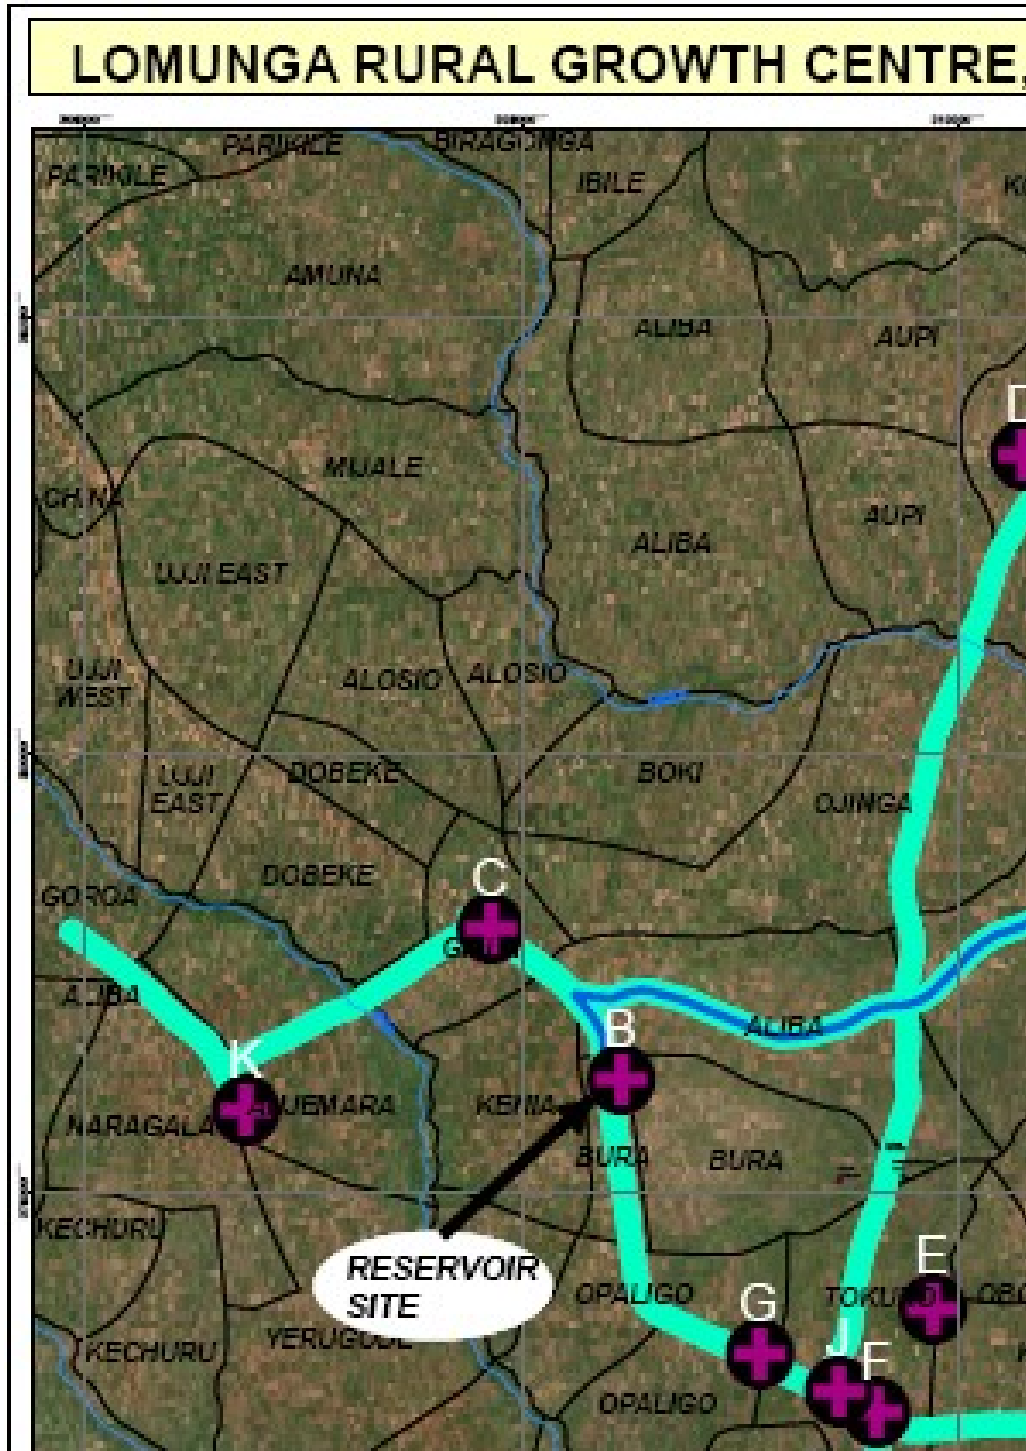 LOMUNGA RURAL GROWTH CENTRE,
PARIKILE
BIRAGONGA
PARIKILE
IBILE
AMUNA
ALIBA
AUPI
D
MUALE
CHINA
AUPI
ALIBA
UJJI EAST
UJJI
WEST
ALOSIO
ALOSIO
UJJI
EAST
DOBEKE
BOKI
OJINGA
DOBEKE
C
GOROA
ALIBA
B
ALIBA
K
NARAGALA
KENIA
BURA
BURA
KECHURU
RESERVOIR
SITE
OPALIGO
E
G
KECHURU
J
F
OPALIGO